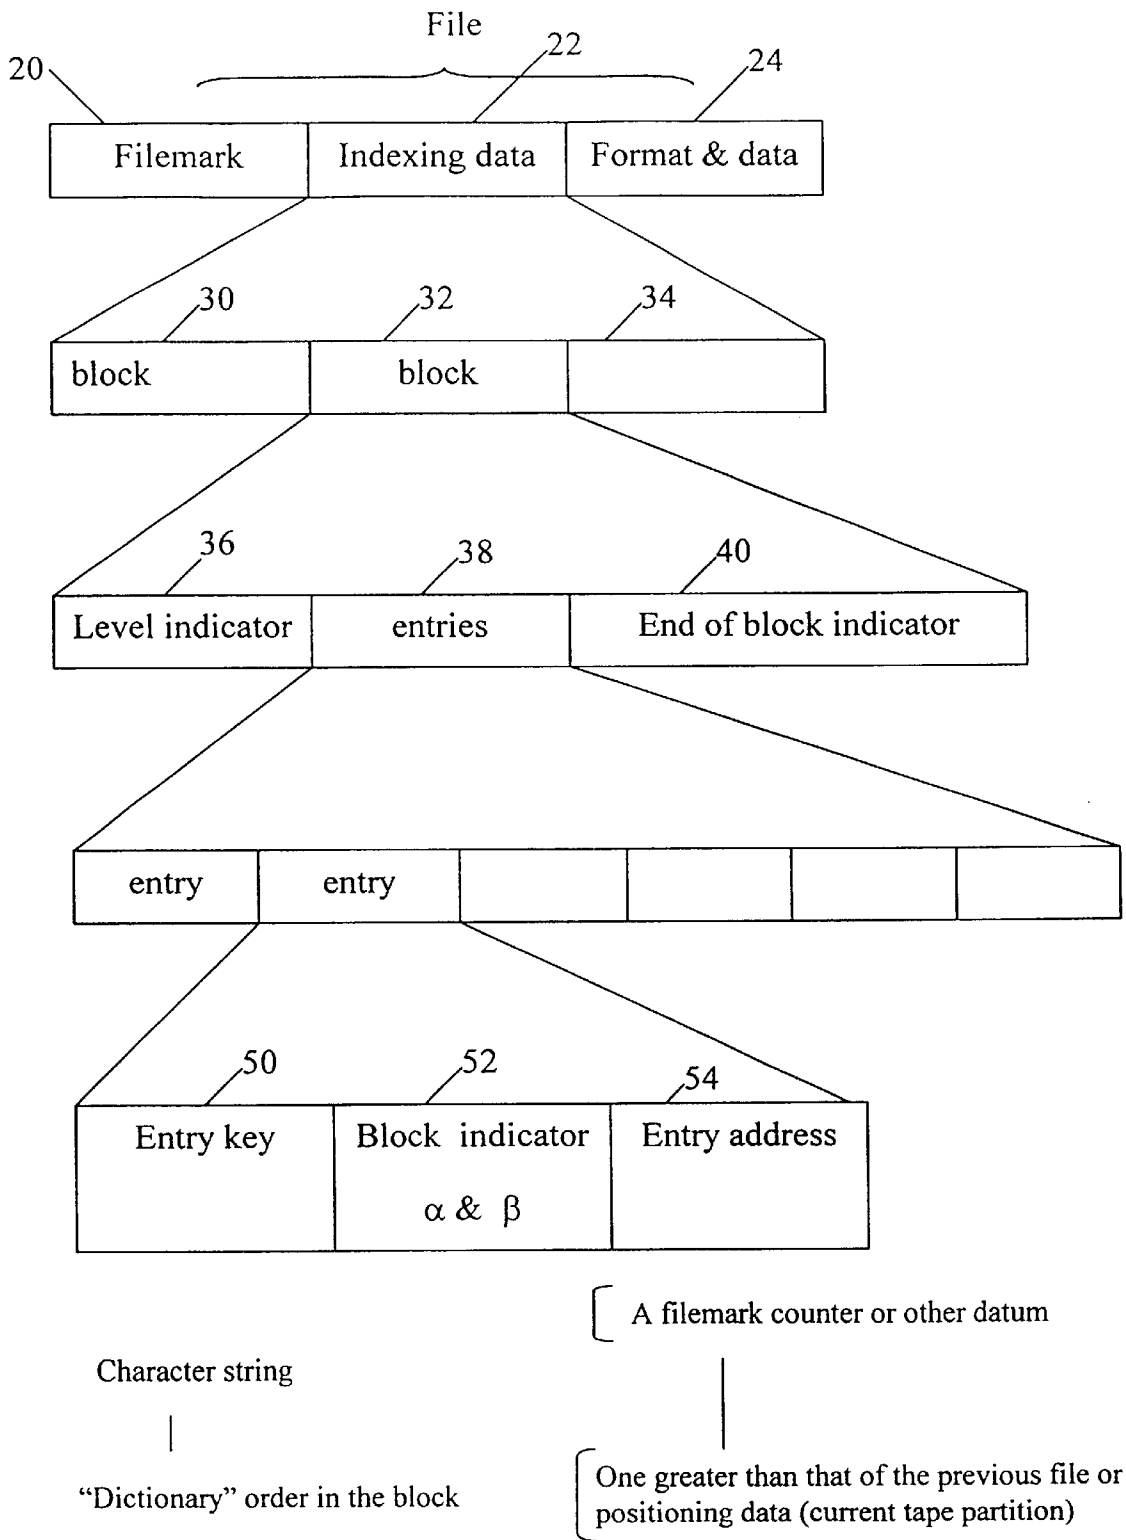 File
20
22
24
Filemark
Indexing data
Format & data
30
32
34
block
block
36
38
40
Level indicator
entries
End of block indicator
entry
entry
50
52
54
Entry key
Block indicator
α & β
Entry address
A filemark counter or other datum
Character string
"Dictionary" order in the block
One greater than that of the previous file or
positioning data (current tape partition)